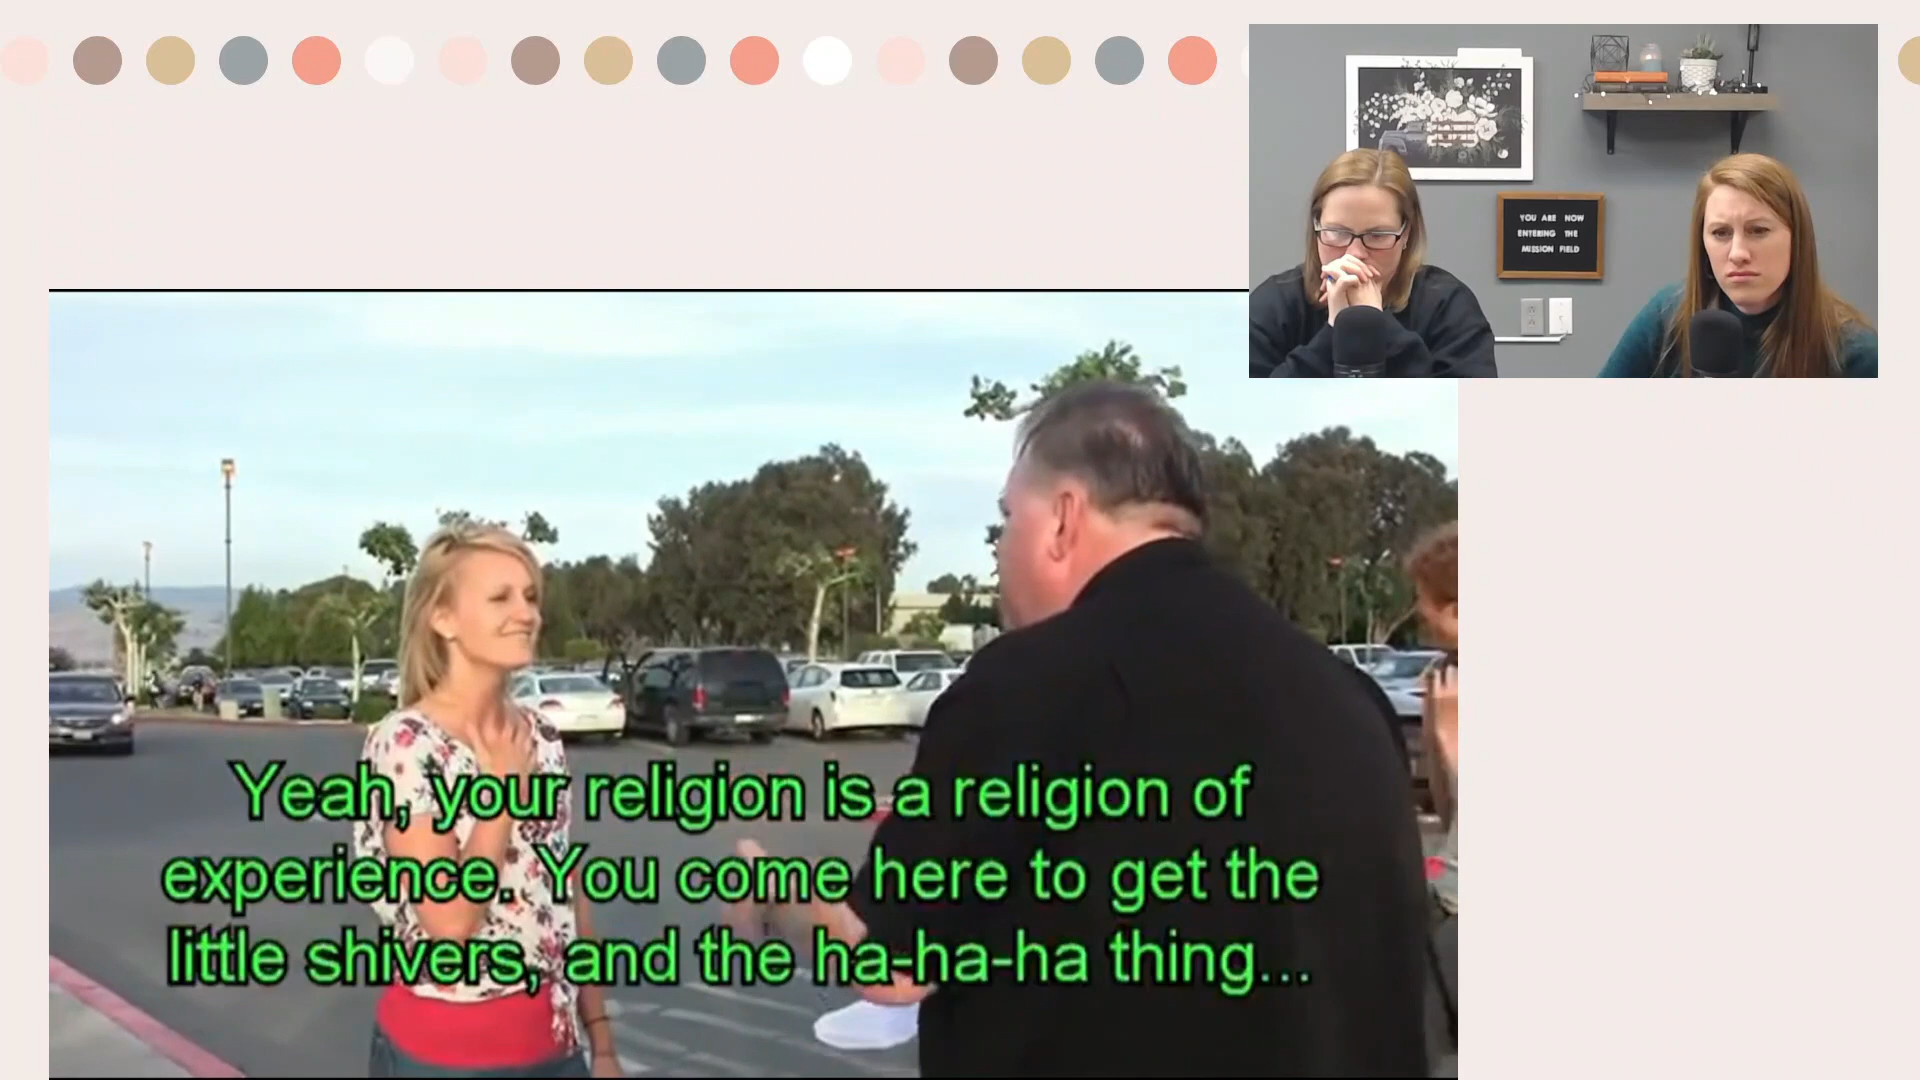 YOU ARE NOW
ENTERING THE
MISSION FIELD
Yeah, your religion is a religion of
experience. You come here to get the
little shivers, and the ha-ha-ha thing...